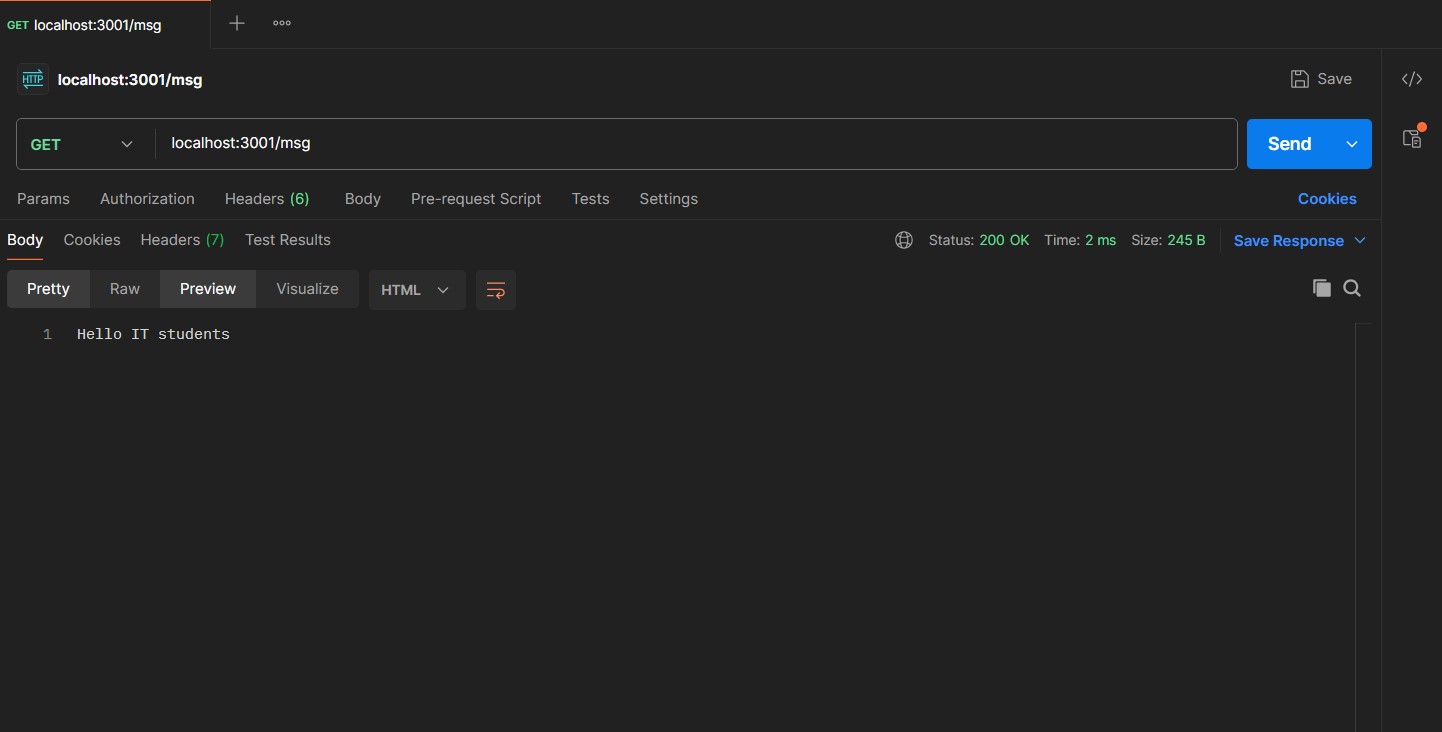 GET localhost:3001/msg
HTTP localhost:3001/msg Save
GET localhost:3001/msg Send
Params Authorization Headers (6) Body Pre-request Script Tests Settings Cookies
Body Cookies Headers (7) Test Results Status: 200 OK Time: 2 ms Size: 245 B Save Response
Pretty Raw Preview Visualize HTML
1 Hello IT students